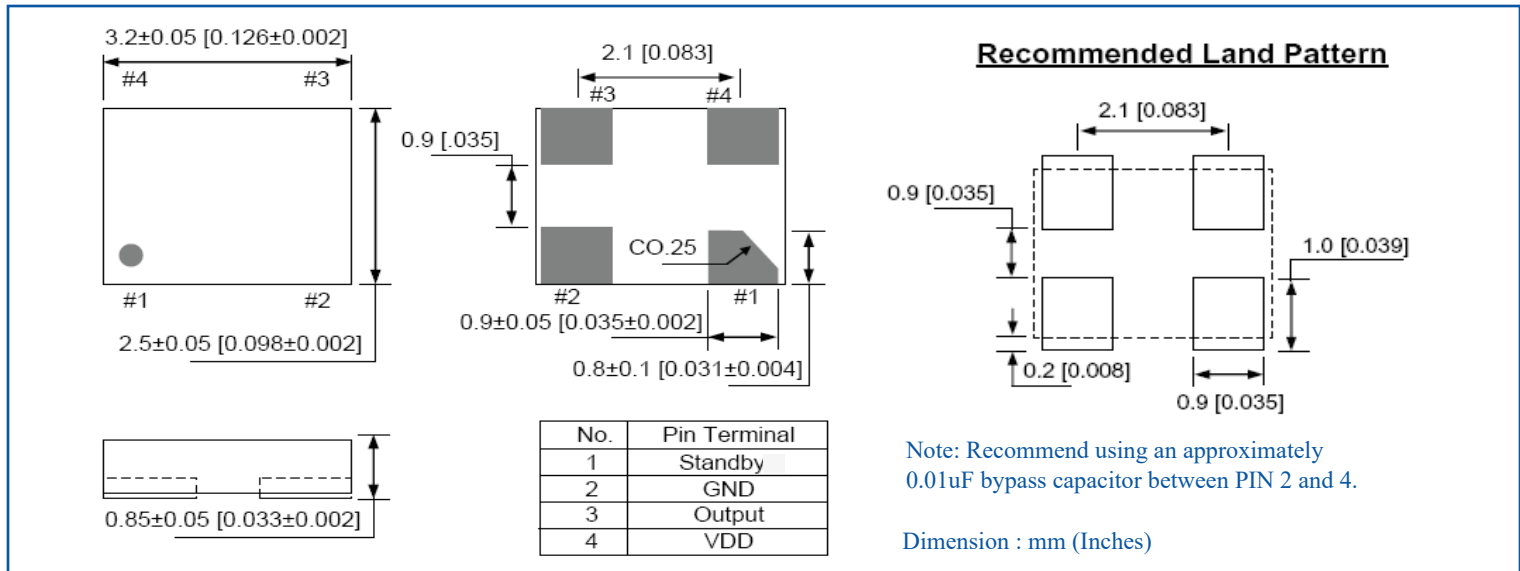 3.2±0.05 [0.126±0.002]
#4 #3
#1 #2
2.5±0.05 [0.098±0.002]
2.1 [0.083]
#3 #4
0.9 [.035]
CO.25
#2 #1
0.9±0.05 [0.035±0.002]
0.8±0.1 [0.031±0.004]
Recommended Land Pattern
2.1 [0.083]
0.9 [0.035]
1.0 [0.039]
0.2 [0.008]
0.9 [0.035]
0.85±0.05 [0.033±0.002]
No. Pin Terminal
1 Standby
2 GND
3 Output
4 VDD
Note: Recommend using an approximately
0.01uF bypass capacitor between PIN 2 and 4.
Dimension : mm (Inches)